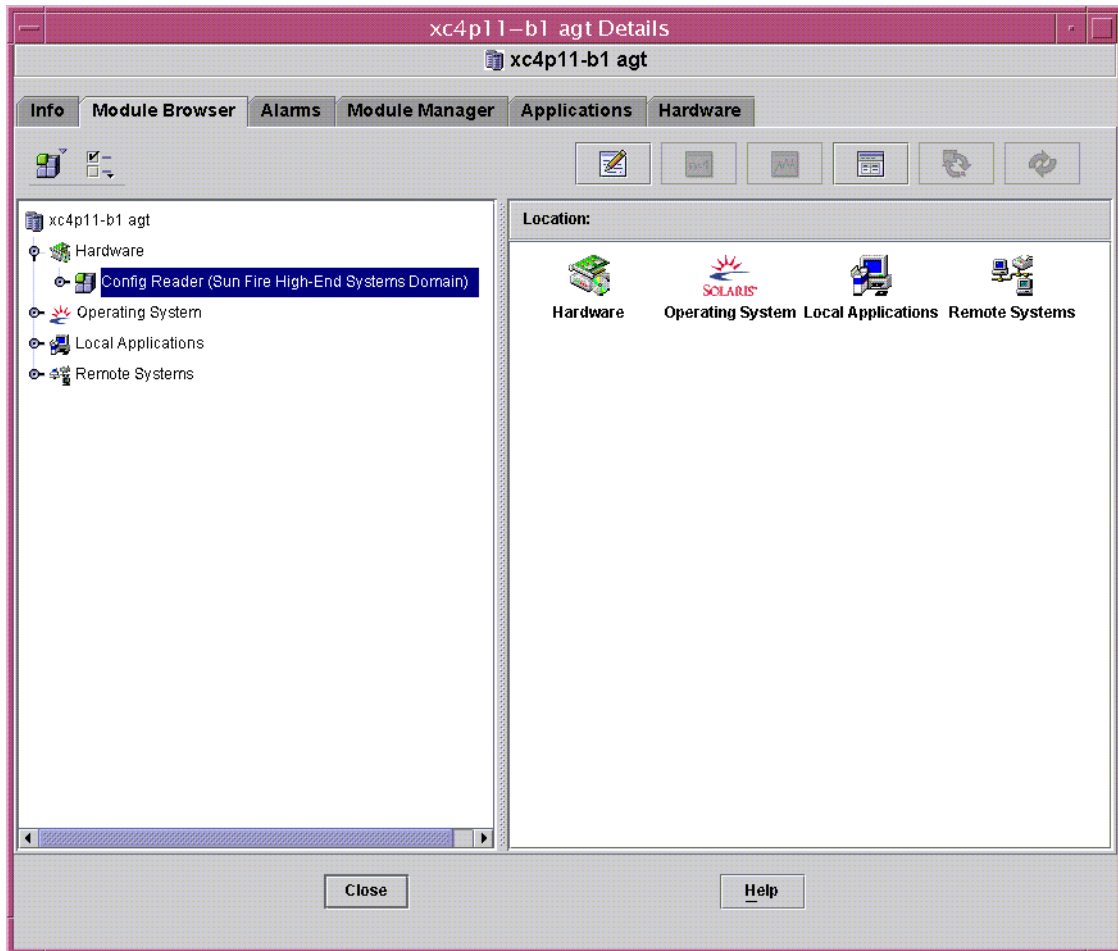 xc4p11-b1 agt Details
xc4p11-b1 agt
Info Module Browser Alarms Module Manager Applications Hardware
xc4p11-b1 agt
Hardware
Config Reader (Sun Fire High-End Systems Domain)
Operating System
Local Applications
Remote Systems
Location:
SOLARIS
Hardware Operating System Local Applications Remote Systems
Close Help